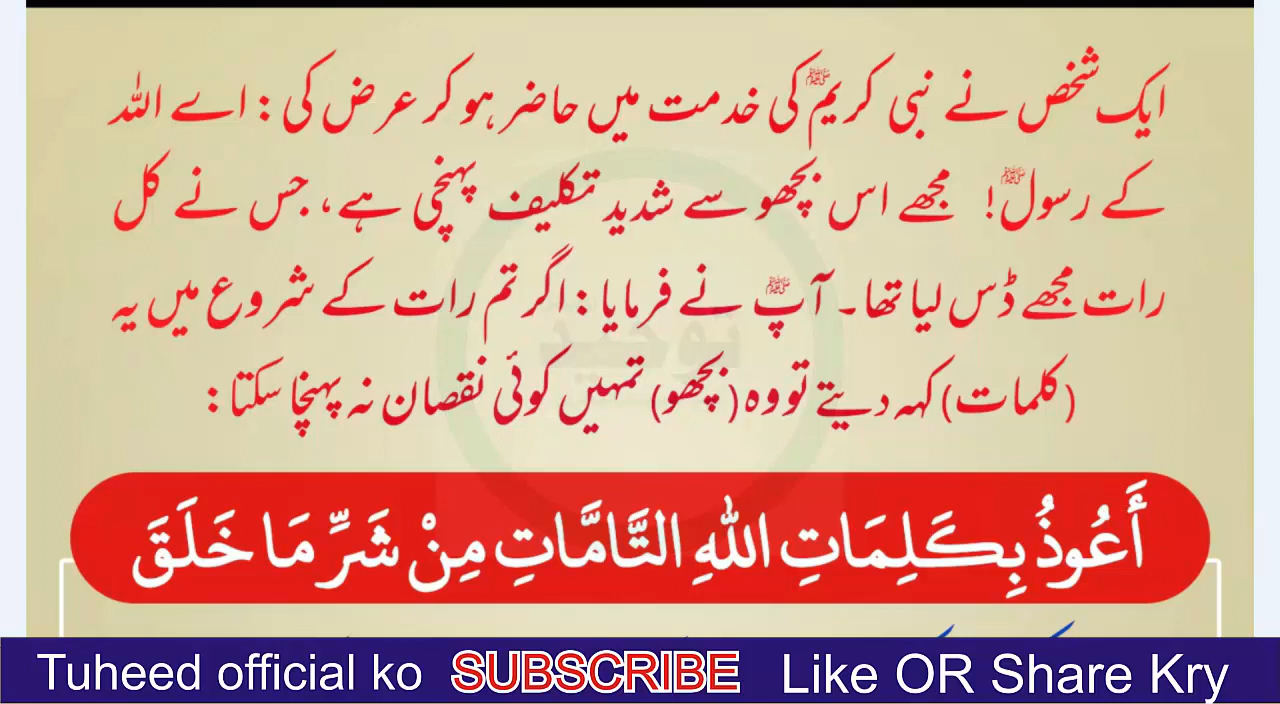 ایک شخص نے نبی کریم ﷺ کی خدمت میں حاضر ہو کر عرض کی : اے اللہ
کے رسول ﷺ! مجھے اس بچھو سے شدید تکلیف پہنچی ہے، جس نے کل
رات مجھے ڈس لیا تھا۔ آپ ﷺ نے فرمایا : اگر تم رات کے شروع میں یہ
(کلمات) کہہ دیتے تو وہ (بچھو) تمہیں کوئی نقصان نہ پہنچا سکتا :
توحید
أَعُوذُ بِكَلِمَاتِ اللهِ التَّامَّاتِ مِنْ شَرِّ مَا خَلَقَ
Tuheed official ko SUBSCRIBE Like OR Share Kry